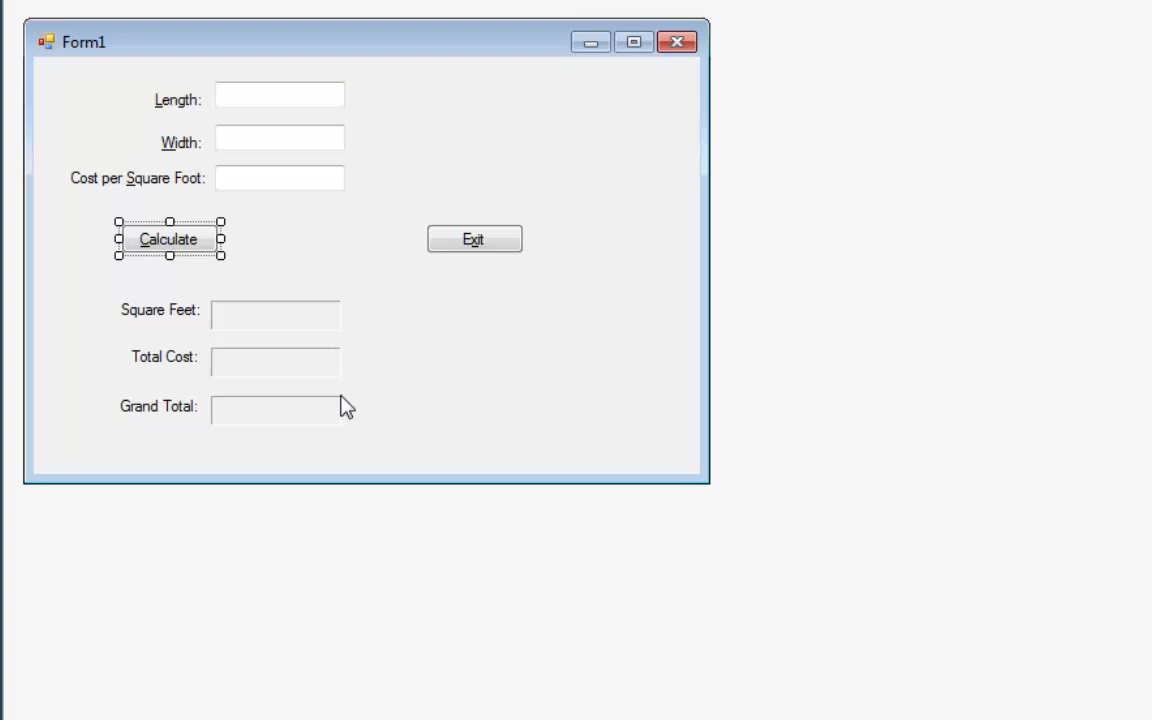 Form1
Length:
Width:
Cost per Square Foot:
Calculate
Exit
Square Feet:
Total Cost:
Grand Total: